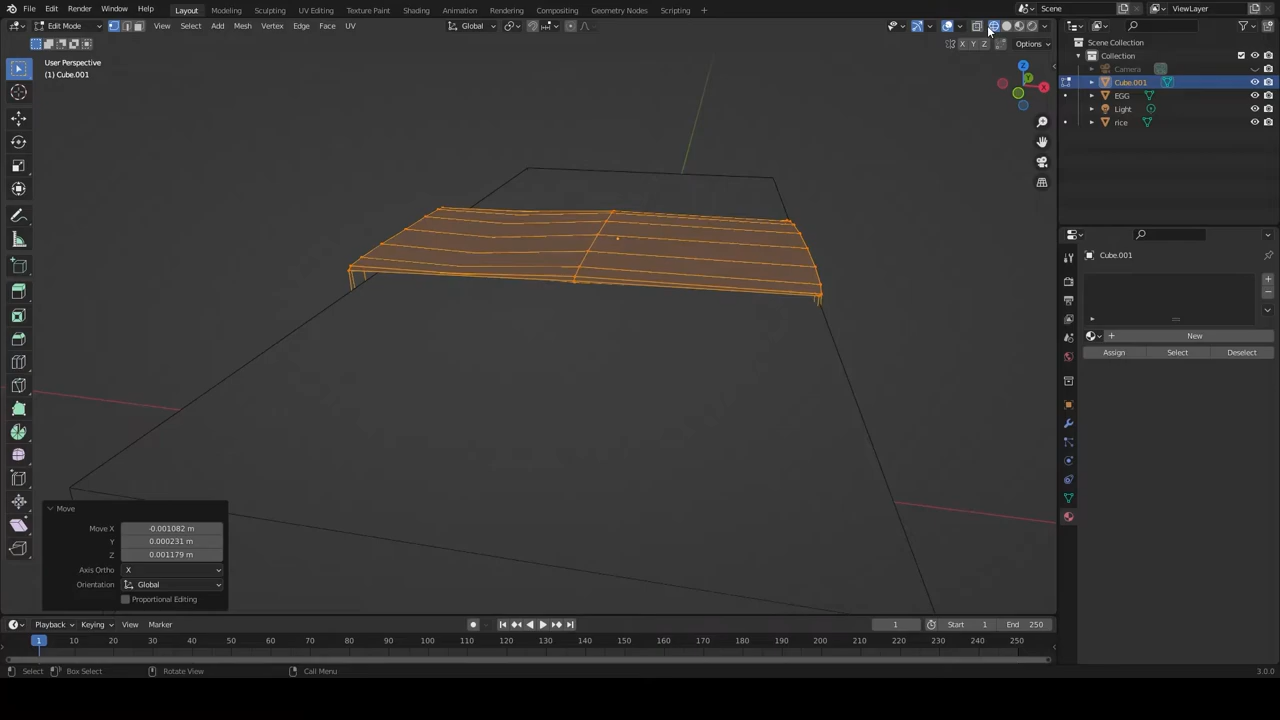 File Edit Render Window Help Layout Modeling Sculpting UV Editing Texture Paint Shading Animation Rendering Compositing Geometry Nodes Scripting + Scene ViewLayer
Edit Mode View Select Add Mesh Vertex Edge Face UV Global
X Y Z Options
User Perspective
(1) Cube.001
Z
Y
X
Scene Collection
Collection
Camera
Cube.001
EGG
Light
rice
Cube.001
New
Assign Select Deselect
Move
Move X -0.001082 m
Y 0.000231 m
Z 0.001179 m
Axis Ortho X
Orientation Global
Proportional Editing
Playback Keying View Marker 1 Start 1 End 250
1 10 20 30 40 50 60 70 80 90 100 110 120 130 140 150 160 170 180 190 200 210 220 230 240 250
Select Box Select Rotate View Call Menu 3.0.0